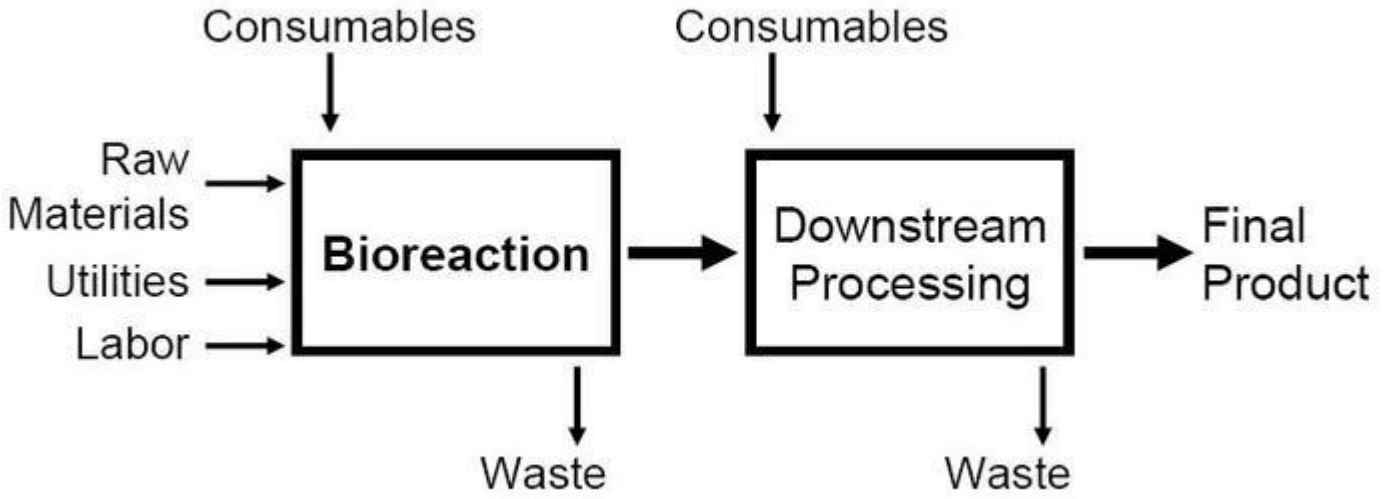 Consumables
Consumables
Raw
Materials
Utilities
Labor
Bioreaction
Downstream
Processing
Final
Product
Waste
Waste